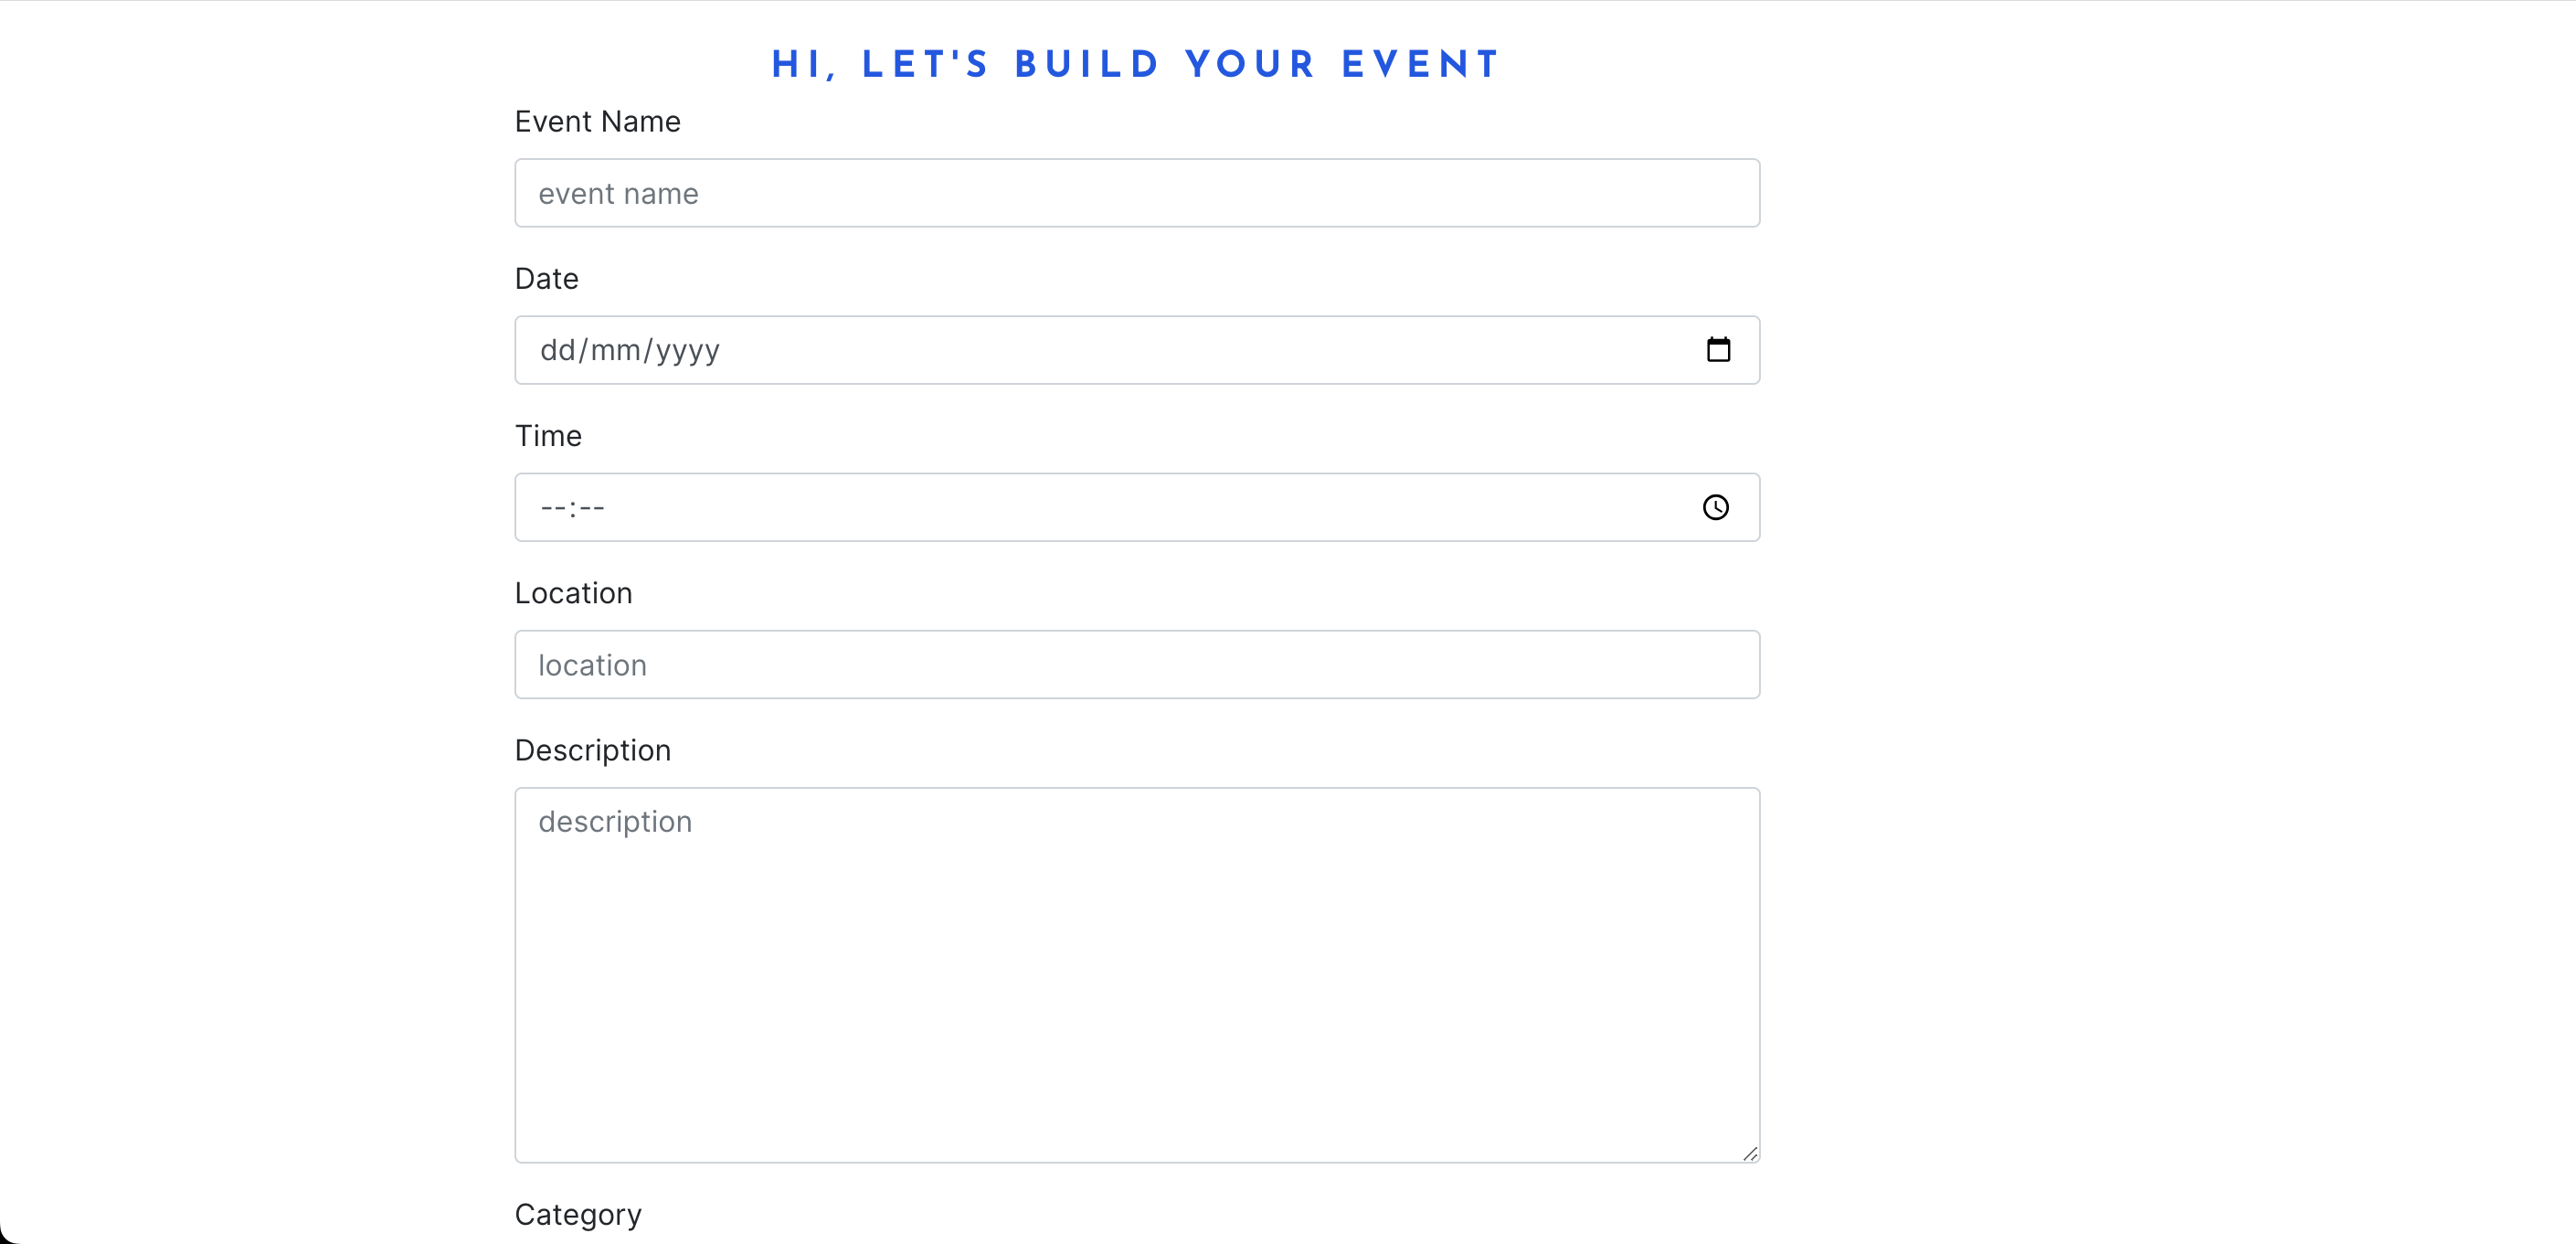 HI, LET'S BUILD YOUR EVENT
Event Name
event name
Date
dd/mm/yyyy
Time
--:--
Location
location
Description
description
Category